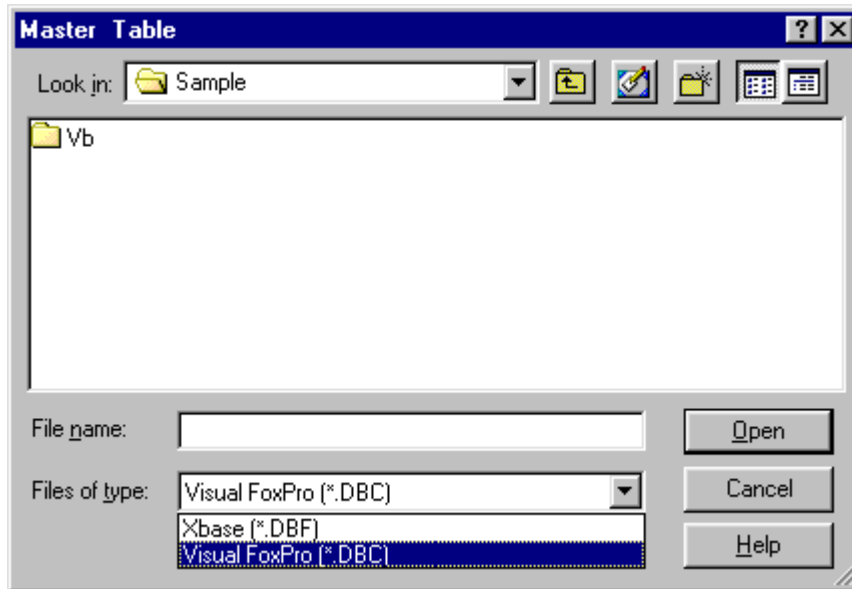 Master Table
Look in: Sample
Vb
File name:
Open
Files of type: Visual FoxPro (*.DBC)
Cancel
Xbase (*.DBF)
Visual FoxPro (*.DBC)
Help